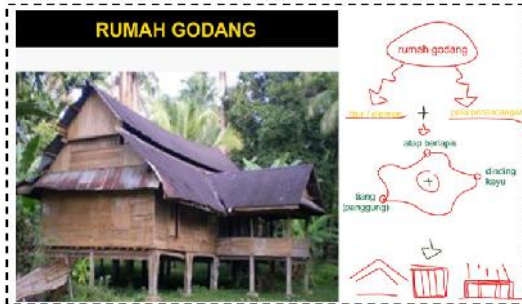 RUMAH GODANG
rumah godang
+
atap berlapis
dinding
kayu
+
tiang
(panggung)